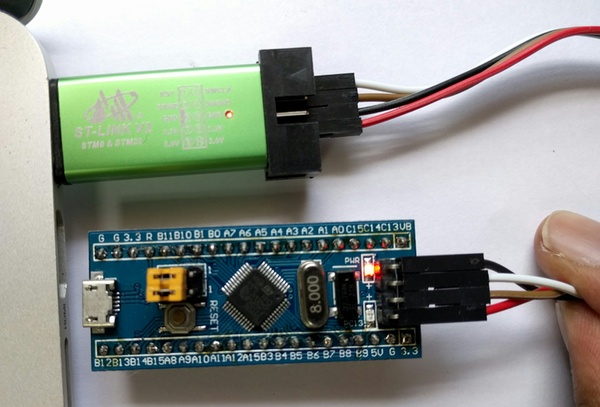 ST-LINK V2
STM8 & STM32
G G 3.3 R B11 B10 B1 B0 A7 A6 A5 A4 A3 A2 A1 A0 C15 C14 C13 VB
PWR
8.000
RESET
B12 B13 B14 B15 A8 A9 A10 A11 A12 A15 B3 B4 B5 B6 B7 B8 B9 5V G 3.3